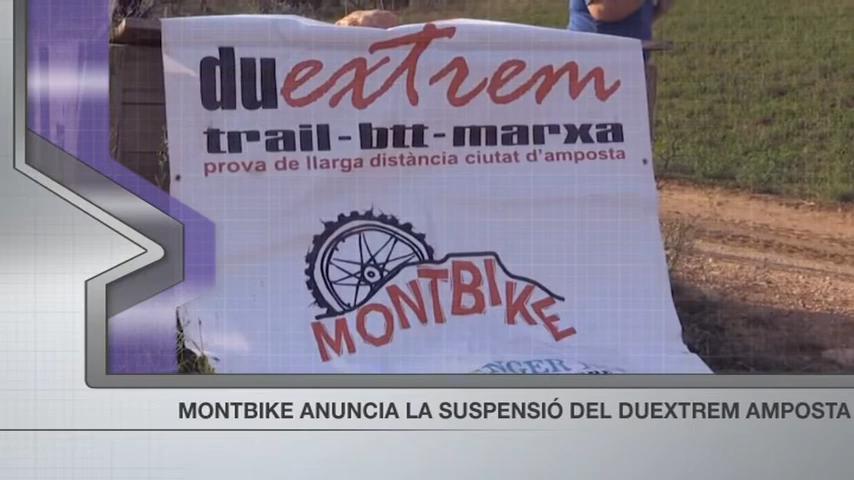 duextrem
trail-btt-marxa
prova de llarga distància ciutat d'amposta
MONTBIKE
MONTBIKE ANUNCIA LA SUSPENSIÓ DEL DUEXTREM AMPOSTA